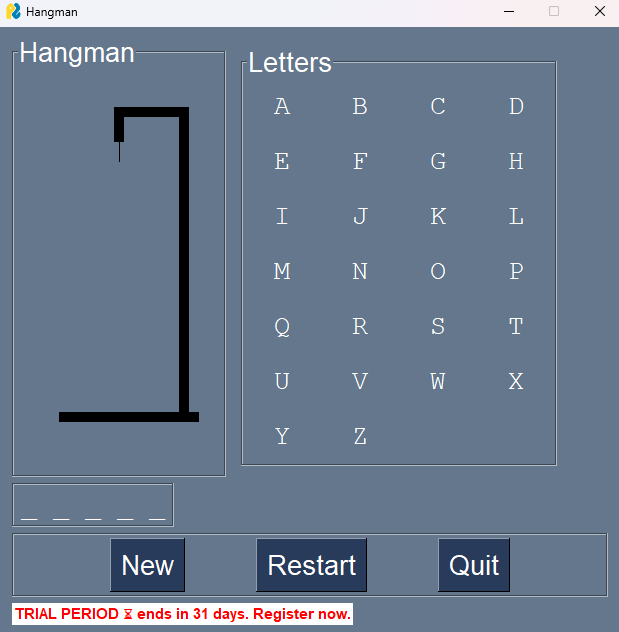 Hangman
Hangman
Letters
A B C D
E F G H
I J K L
M N O P
Q R S T
U V W X
Y Z
_ _ _ _ _
New Restart Quit
TRIAL PERIOD ⏳ ends in 31 days. Register now.